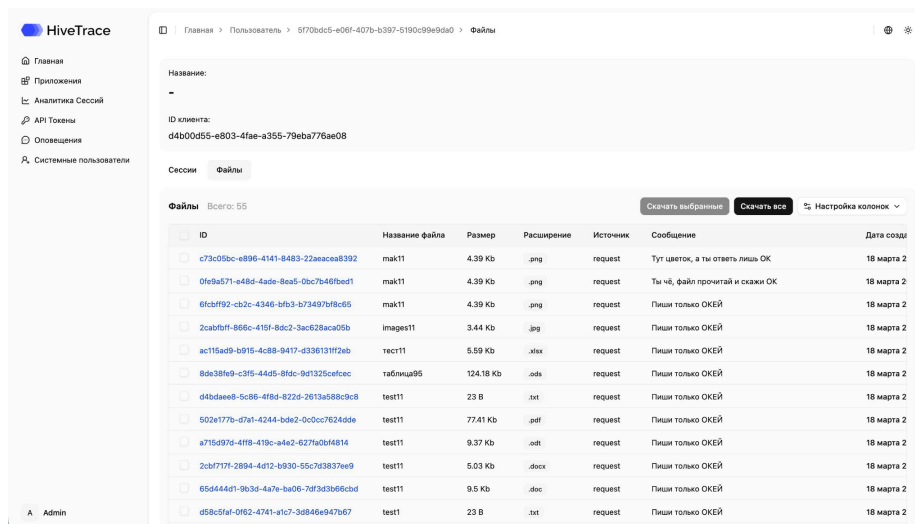 HiveTrace
Главная > Пользователь > 5f70bdc5-e06f-407b-b397-5190c99e9da0 > Файлы
Главная
Приложения
Аналитика Сессий
API Токены
Оповещения
Системные пользователи
Название:
-
ID клиента:
d4b00d55-e803-4fae-a355-79eba776ae08
Сессии Файлы
Файлы Всего: 55 Скачать выбранные Скачать все Настройка колонок
ID Название файла Размер Расширение Источник Сообщение Дата созда
c73c05bc-e896-4141-8483-22aeacea8392 mak11 4.39 Kb .png request Тут цветок, а ты ответь лишь ОК 18 марта 2
0fe9a571-e48d-4ade-8ea5-0bc7b46fbed1 mak11 4.39 Kb .png request Ты чё, файл прочитай и скажи ОК 18 марта 2
6fcbff92-cb2c-4346-bfb3-b73497bf8c65 mak11 4.39 Kb .png request Пиши только ОКЕЙ 18 марта 2
2cabfbff-866c-415f-8dc2-3ac628aca05b images11 3.44 Kb .jpg request Пиши только ОКЕЙ 18 марта 2
ac115ad9-b915-4c88-9417-d336131ff2eb тест11 5.59 Kb .xlsx request Пиши только ОКЕЙ 18 марта 2
8de38fe9-c3f5-44d5-8fdc-9d1325cefcec таблица95 124.18 Kb .ods request Пиши только ОКЕЙ 18 марта 2
d4bdaee8-5c86-4f8d-822d-2613a588c9c8 test11 23 B .txt request Пиши только ОКЕЙ 18 марта 2
502e177b-d7a1-4244-bde2-0c0cc7624dde test11 77.41 Kb .pdf request Пиши только ОКЕЙ 18 марта 2
a715d97d-4ff8-419c-a4e2-627fa0bf4814 test11 9.37 Kb .odt request Пиши только ОКЕЙ 18 марта 2
2cbf717f-2894-4d12-b930-55c7d3837ee9 test11 5.03 Kb .docx request Пиши только ОКЕЙ 18 марта 2
65d444d1-9b3d-4a7e-ba06-7df3d3b66cbd test11 9.5 Kb .doc request Пиши только ОКЕЙ 18 марта 2
d58c5faf-0f62-4741-a1c7-3d846e947b67 test1 23 B .txt request Пиши только ОКЕЙ 18 марта 2
A Admin